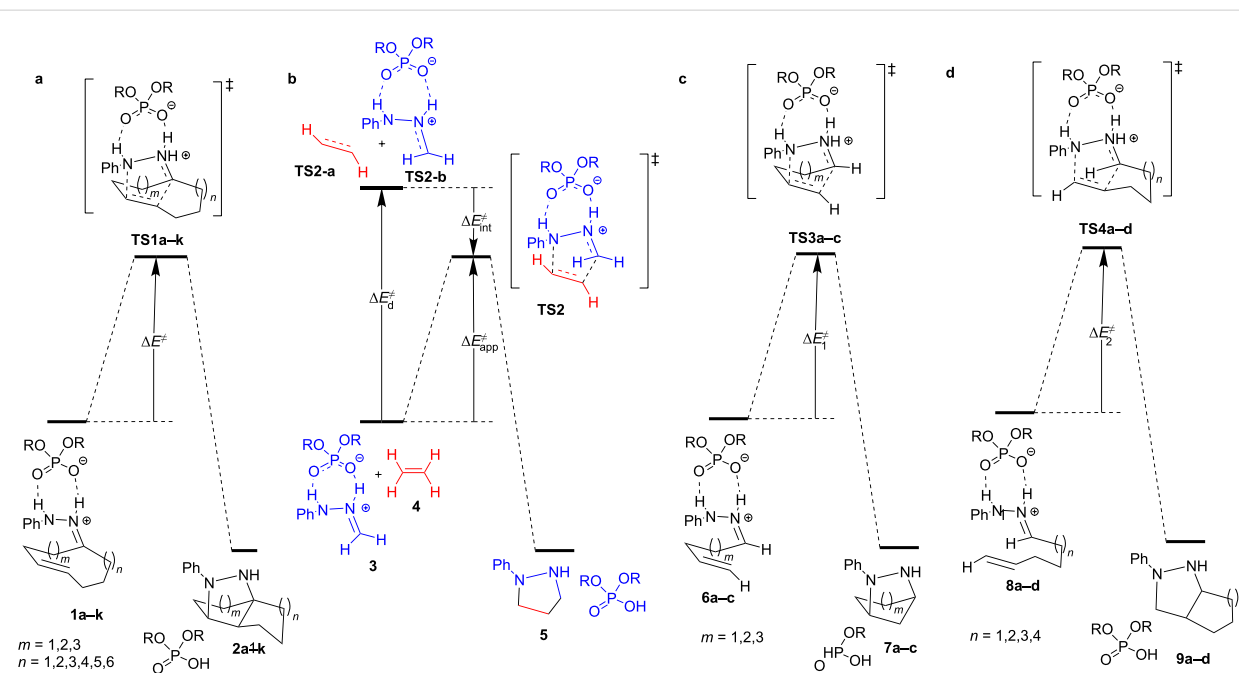 a
‡
RO OR
P
O O⊖
H H
Ph N NH⊕
( )m ( )n
TS1a–k
ΔE≠
RO OR
P
O O⊖
H H
Ph N N⊕
( )m ( )n
1a–k
m = 1,2,3
n = 1,2,3,4,5,6
Ph N NH
( )m ( )n
RO OR
P
O OH
2a–k
b
RO OR
P
O O⊖
H H
Ph N N⊕
H H
H
+
H
TS2-a
TS2-b
‡
RO OR
P
O O⊖
H H
Ph N N⊕
H H
H
H
TS2
ΔE≠int
ΔE≠d
ΔE≠app
RO OR
P
O O⊖
H H
Ph N N⊕
H H
3
+
H H
H H
4
Ph N NH
5
RO OR
P
O OH
c
‡
RO OR
P
O O⊖
H H
Ph N NH⊕
H
( )m
H
TS3a–c
ΔE≠1
RO OR
P
O O⊖
H H
Ph N N⊕
( )m H
H
6a–c
m = 1,2,3
Ph N NH
( )m
OR
HP
O OH
7a–c
d
‡
RO OR
P
O O⊖
H H
Ph N NH⊕
H ( )n
H
TS4a–d
ΔE≠2
RO OR
P
O O⊖
H H
Ph N N⊕
H
( )n
H
8a–d
n = 1,2,3,4
Ph N NH
( )n
RO OR
P
O OH
9a–d